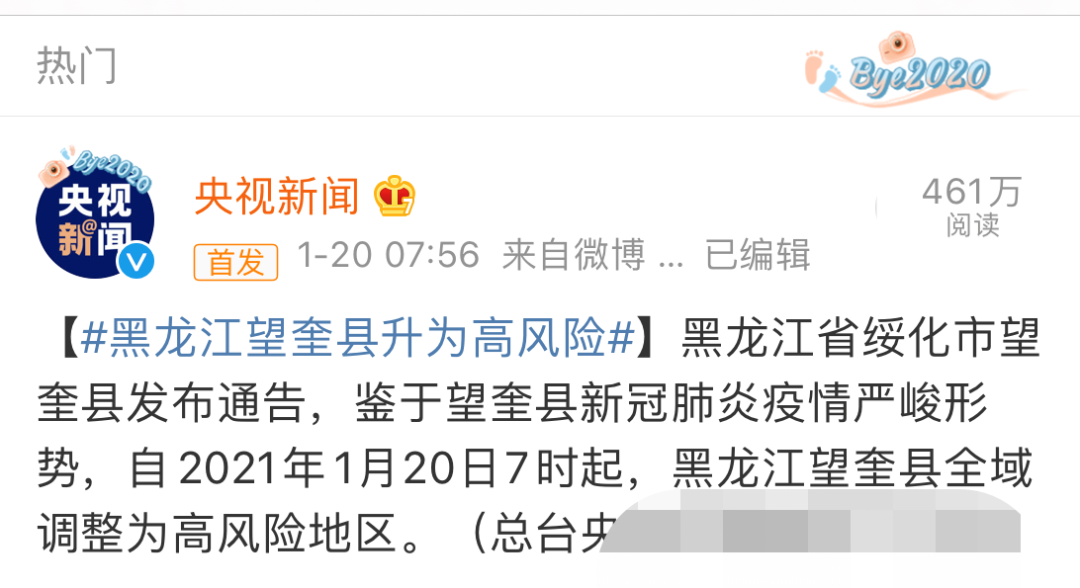 热门
Bye2020
Bye2020
央视
新@闻
央视新闻
461万
阅读
首发 1-20 07:56 来自微博 ... 已编辑
【#黑龙江望奎县升为高风险#】黑龙江省绥化市望
奎县发布通告，鉴于望奎县新冠肺炎疫情严峻形
势，自2021年1月20日7时起，黑龙江望奎县全域
调整为高风险地区。（总台央